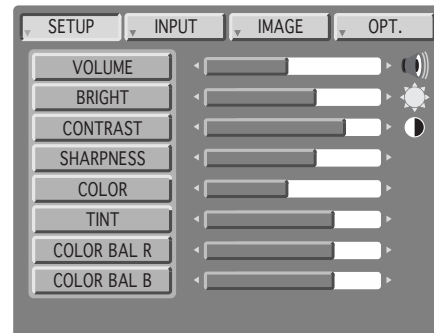 SETUP INPUT IMAGE OPT.
VOLUME
BRIGHT
CONTRAST
SHARPNESS
COLOR
TINT
COLOR BAL R
COLOR BAL B